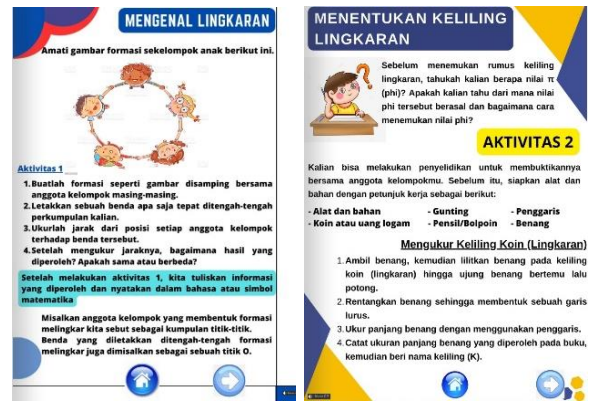 MENGENAL LINGKARAN
Amati gambar formasi sekelompok anak berikut ini.
Aktivitas 1
1.Buatlah formasi seperti gambar disamping bersama
anggota kelompok masing-masing.
2.Letakkan sebuah benda apa saja tepat ditengah-tengah
perkumpulan kalian.
3.Ukurlah jarak dari posisi setiap anggota kelompok
terhadap benda tersebut.
4.Setelah mengukur jaraknya, bagaimana hasil yang
diperoleh? Apakah sama atau berbeda?
Setelah melakukan aktivitas 1, kita tuliskan informasi
yang diperoleh dan nyatakan dalam bahasa atau simbol
matematika
Misalkan anggota kelompok yang membentuk formasi
melingkar kita sebut sebagai kumpulan titik-titik.
Benda yang diletakkan ditengah-tengah formasi
melingkar juga dimisalkan sebagai sebuah titik O.
MENENTUKAN KELILING
LINGKARAN
Sebelum menemukan rumus keliling
lingkaran, tahukah kalian berapa nilai π
(phi)? Apakah kalian tahu dari mana nilai
phi tersebut berasal dan bagaimana cara
menemukan nilai phi?
AKTIVITAS 2
Kalian bisa melakukan penyelidikan untuk membuktikannya
bersama anggota kelompokmu. Sebelum itu, siapkan alat dan
bahan dengan petunjuk kerja sebagai berikut:
- Alat dan bahan - Gunting - Penggaris
- Koin atau uang logam - Pensil/Bolpoin - Benang
Mengukur Keliling Koin (Lingkaran)
1. Ambil benang, kemudian lilitkan benang pada keliling
koin (lingkaran) hingga ujung benang bertemu lalu
potong.
2. Rentangkan benang sehingga membentuk sebuah garis
lurus.
3. Ukur panjang benang dengan menggunakan penggaris.
4. Catat ukuran panjang benang yang diperoleh pada buku,
kemudian beri nama keliling (K).